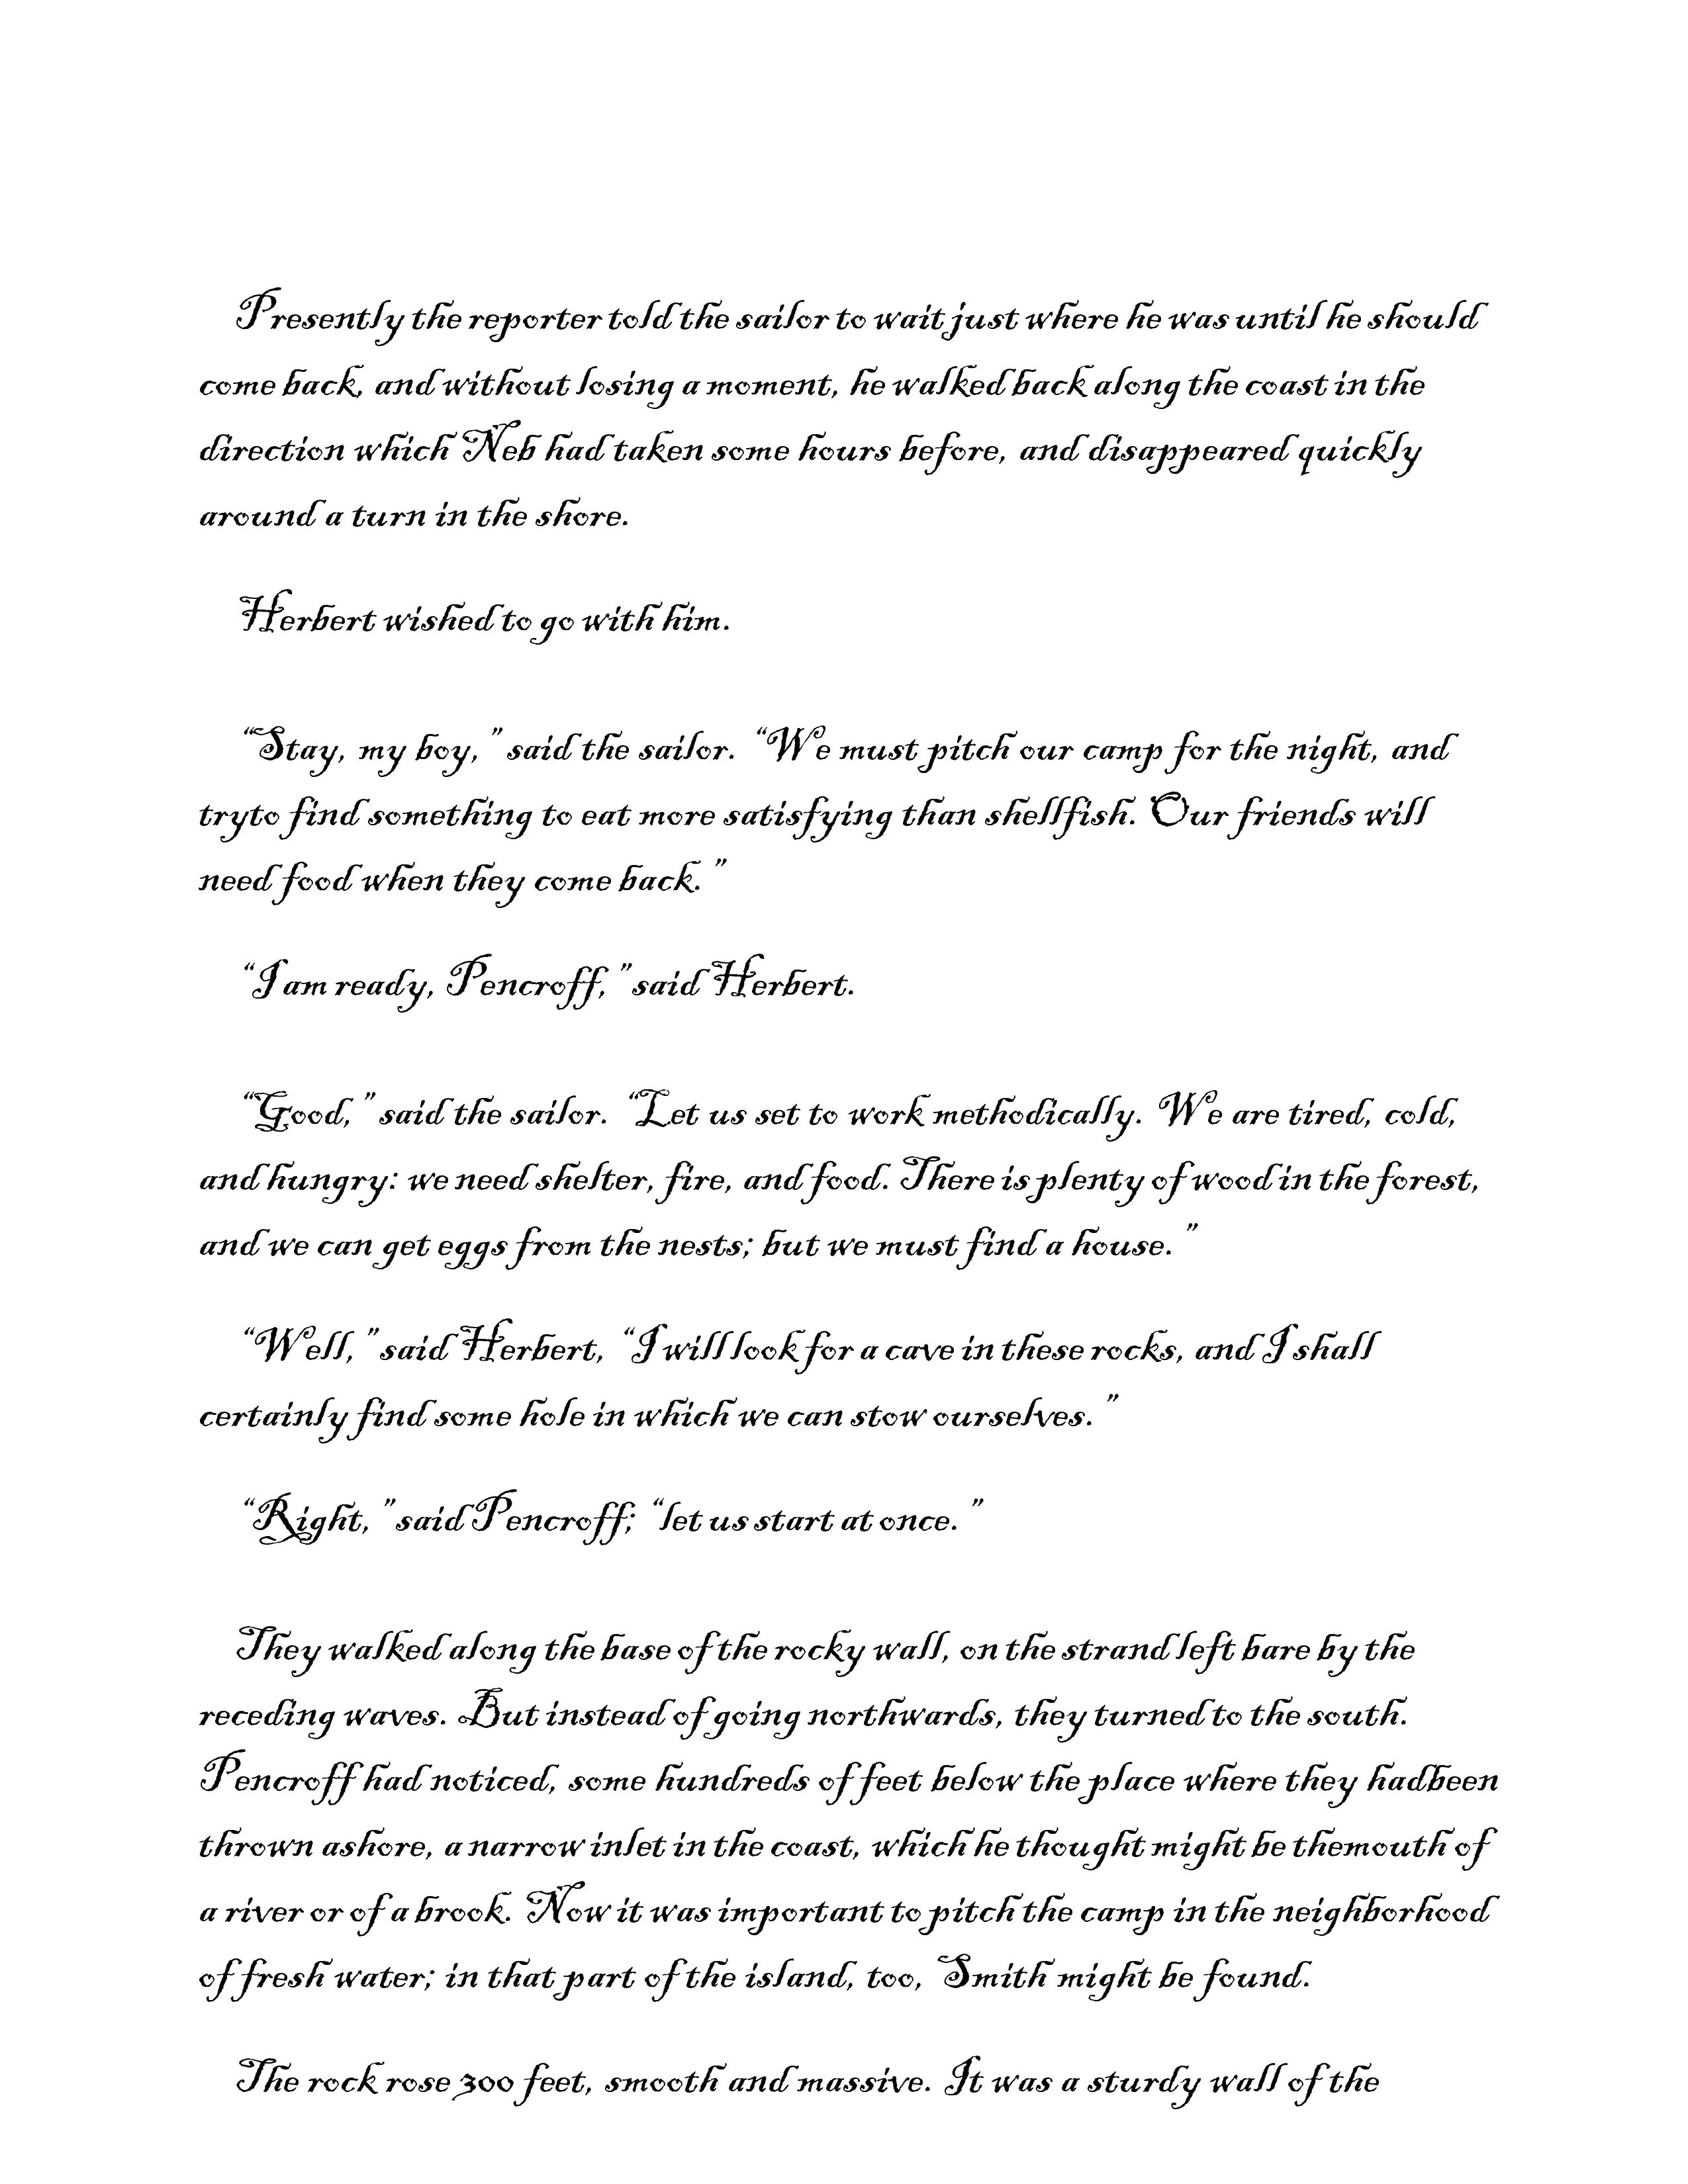 Presently the reporter told the sailor to wait just where he was until he should
come back, and without losing a moment, he walked back along the coast in the
direction which Neb had taken some hours before, and disappeared quickly
around a turn in the shore.
Herbert wished to go with him.
“Stay, my boy,” said the sailor. “We must pitch our camp for the night, and
tryto find something to eat more satisfying than shellfish. Our friends will
need food when they come back.”
“I am ready, Pencroff,” said Herbert.
“Good,” said the sailor. “Let us set to work methodically. We are tired, cold,
and hungry: we need shelter, fire, and food. There is plenty of wood in the forest,
and we can get eggs from the nests; but we must find a house.”
“Well,” said Herbert, “I will look for a cave in these rocks, and I shall
certainly find some hole in which we can stow ourselves.”
“Right,” said Pencroff; “let us start at once.”
They walked along the base of the rocky wall, on the strand left bare by the
receding waves. But instead of going northwards, they turned to the south.
Pencroff had noticed, some hundreds of feet below the place where they hadbeen
thrown ashore, a narrow inlet in the coast, which he thought might be themouth of
a river or of a brook. Now it was important to pitch the camp in the neighborhood
of fresh water; in that part of the island, too, Smith might be found.
The rock rose 300 feet, smooth and massive. It was a sturdy wall of the